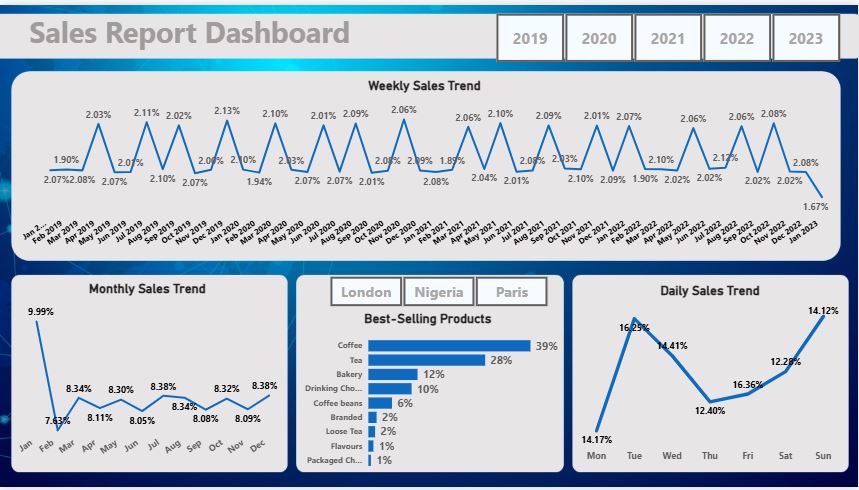 Sales Report Dashboard
2019 2020 2021 2022 2023
Weekly Sales Trend
2.13%
2.11% 2.10% 2.09% 2.06% 2.10% 2.09% 2.08%
2.03% 2.02% 2.01% 2.06% 2.01% 2.07% 2.06% 2.06%
1.90% 2.10% 2.03% 2.09% 1.89% 2.08% 2.03% 2.10% 2.12% 2.08%
2.07% 2.08% 2.07% 2.10% 2.07% 1.94% 2.07% 2.07% 2.01% 2.08% 2.04% 2.01% 2.10% 2.09% 1.90% 2.02% 2.02% 2.02% 2.02%
1.67%
Jan 2... Feb 2019 Mar 2019 Apr 2019 May 2019 Jun 2019 Jul 2019 Aug 2019 Sep 2019 Oct 2019 Nov 2019 Dec 2019 Jan 2020 Feb 2020 Mar 2020 Apr 2020 May 2020 Jun 2020 Jul 2020 Aug 2020 Sep 2020 Oct 2020 Nov 2020 Dec 2020 Jan 2021 Feb 2021 Mar 2021 Apr 2021 May 2021 Jun 2021 Jul 2021 Aug 2021 Sep 2021 Oct 2021 Nov 2021 Dec 2021 Jan 2022 Feb 2022 Mar 2022 Apr 2022 May 2022 Jun 2022 Jul 2022 Aug 2022 Sep 2022 Oct 2022 Nov 2022 Dec 2022 Jan 2023
Monthly Sales Trend
9.99%
8.34% 8.30% 8.38% 8.32% 8.38%
7.63% 8.11% 8.05% 8.34% 8.08% 8.09%
Jan Feb Mar Apr May Jun Jul Aug Sep Oct Nov Dec
London Nigeria Paris
Best-Selling Products
Coffee 39%
Tea 28%
Bakery 12%
Drinking Cho... 10%
Coffee beans 6%
Branded 2%
Loose Tea 2%
Flavours 1%
Packaged Ch... 1%
Daily Sales Trend
14.12%
16.25%
14.41%
12.28%
16.36%
12.40%
14.17%
Mon Tue Wed Thu Fri Sat Sun